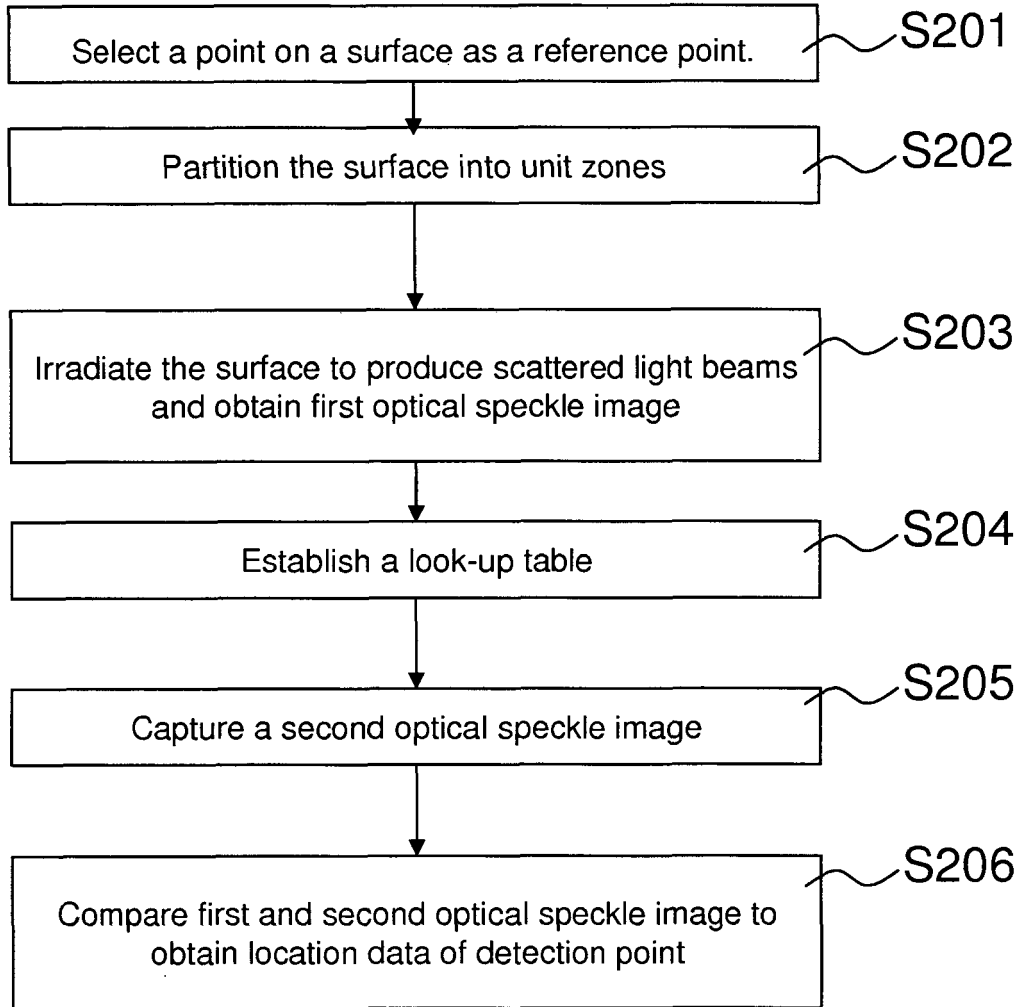 Select a point on a surface as a reference point.
S201
Partition the surface into unit zones
S202
Irradiate the surface to produce scattered light beams
and obtain first optical speckle image
S203
Establish a look-up table
S204
Capture a second optical speckle image
S205
Compare first and second optical speckle image to
obtain location data of detection point
S206